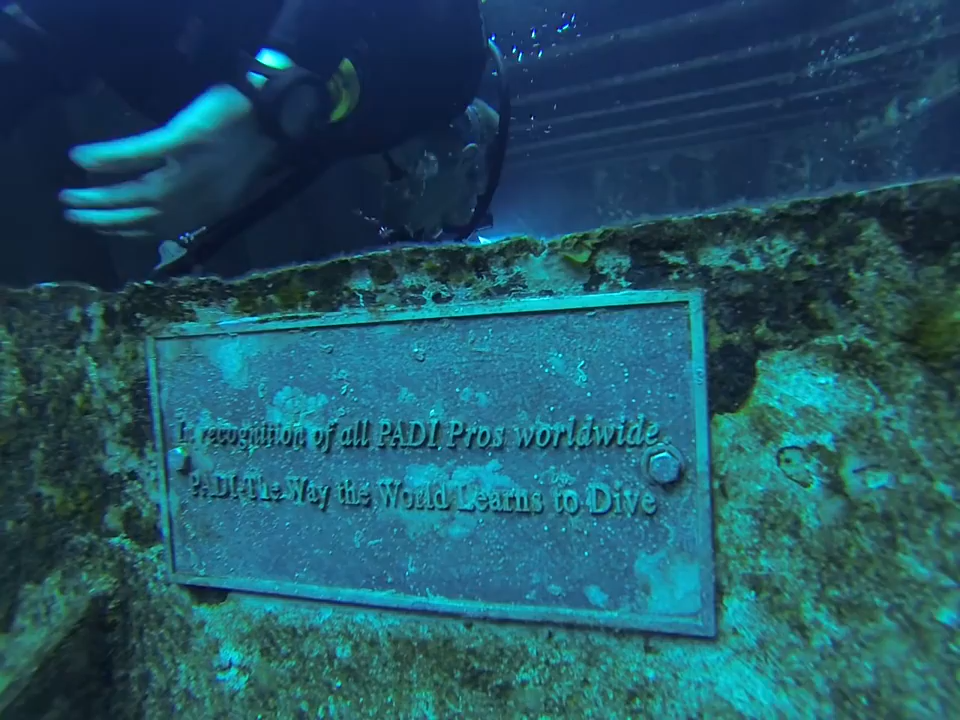 In recognition of all PADI Pros worldwide
PADI-The Way the World Learns to Dive